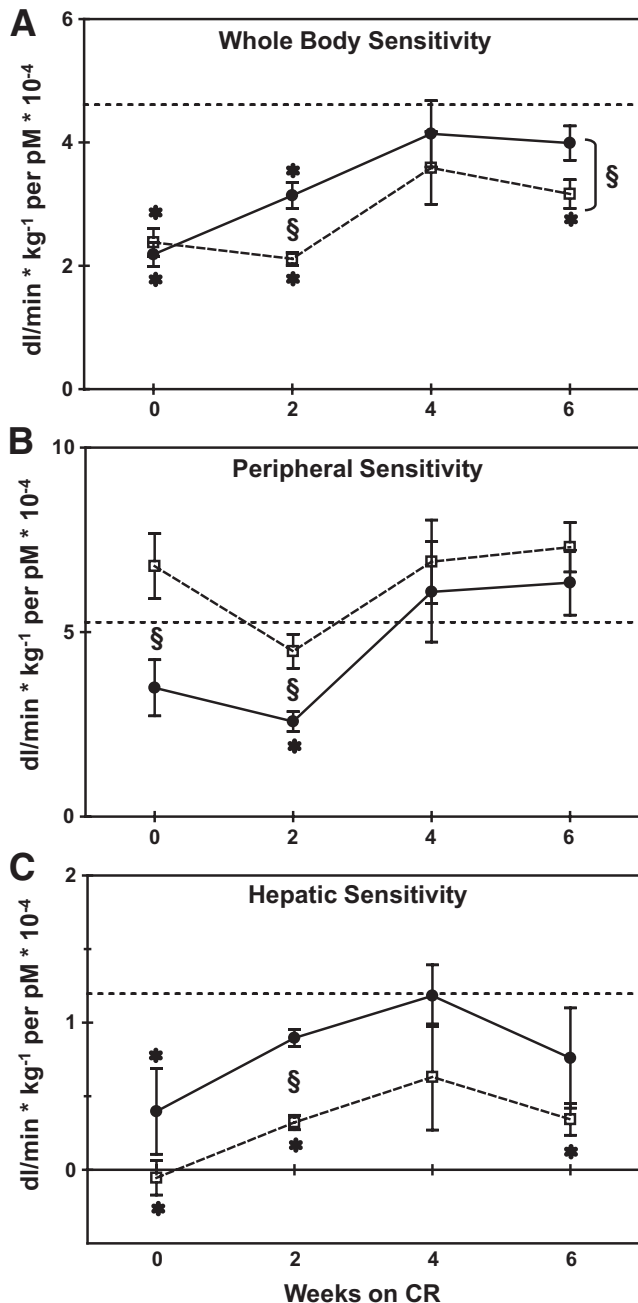 A
Whole Body Sensitivity
dl/min * kg⁻¹ per pM * 10⁻⁴
6
4
2
0
* * § * * § *
0 2 4 6
B
Peripheral Sensitivity
dl/min * kg⁻¹ per pM * 10⁻⁴
10
5
0
§ § *
0 2 4 6
C
Hepatic Sensitivity
dl/min * kg⁻¹ per pM * 10⁻⁴
2
1
0
* § * * *
0 2 4 6
Weeks on CR